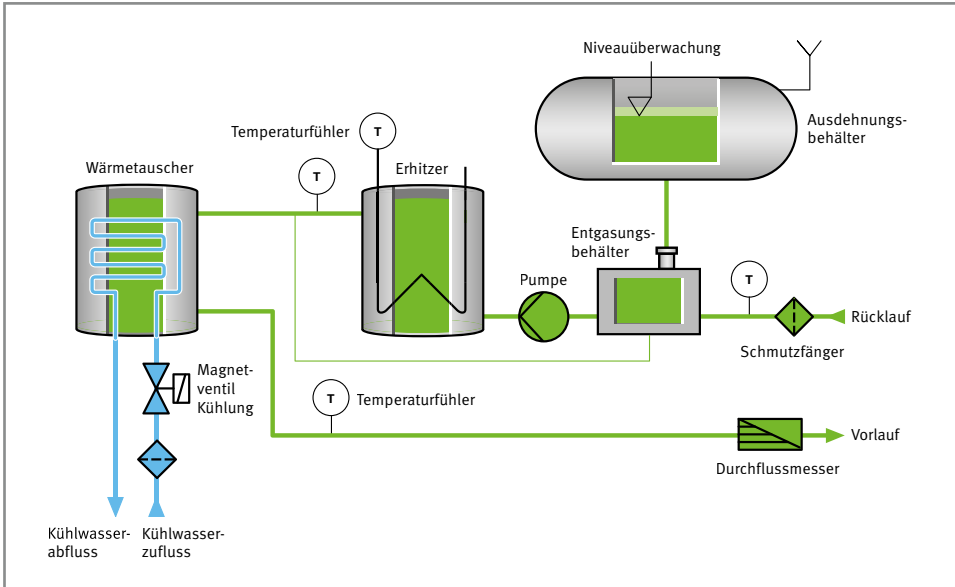 Niveauüberwachung
Ausdehnungs-
behälter
Temperaturfühler
T
T
Wärmetauscher
Erhitzer
Entgasungs-
behälter
Pumpe
T
Rücklauf
Schmutzfänger
Magnet-
ventil
Kühlung
T
Temperaturfühler
Vorlauf
Durchflussmesser
Kühlwasser-
abfluss
Kühlwasser-
zufluss